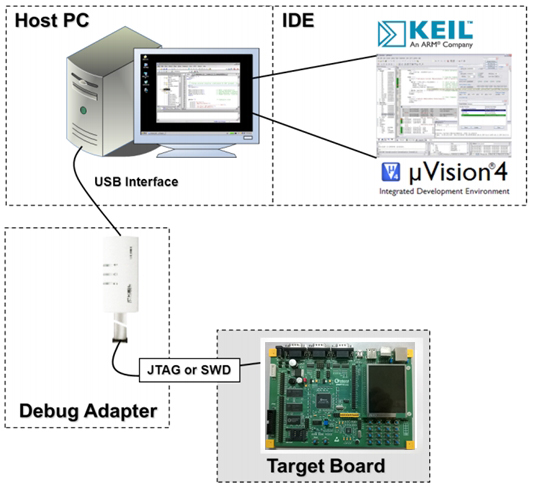 Host PC
IDE
KEIL
An ARM® Company
USB Interface
µVision®4
Integrated Development Environment
JTAG or SWD
Debug Adapter
Target Board